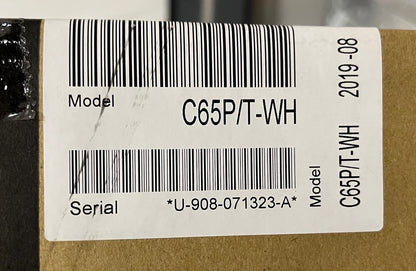 Model C65P/T-WH
Serial *U-908-071323-A*
Model C65P/T-WH 2019-08